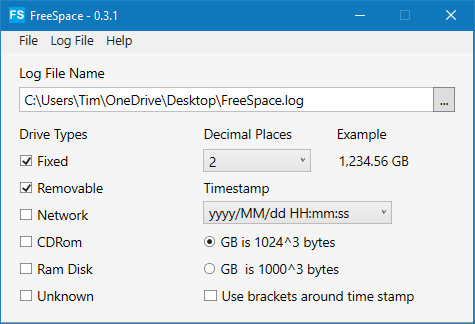 FS FreeSpace - 0.3.1
File Log File Help
Log File Name
C:\Users\Tim\OneDrive\Desktop\FreeSpace.log ...
Drive Types Decimal Places Example
Fixed 2 1,234.56 GB
Removable Timestamp
Network yyyy/MM/dd HH:mm:ss
CDRom GB is 1024^3 bytes
Ram Disk GB is 1000^3 bytes
Unknown Use brackets around time stamp